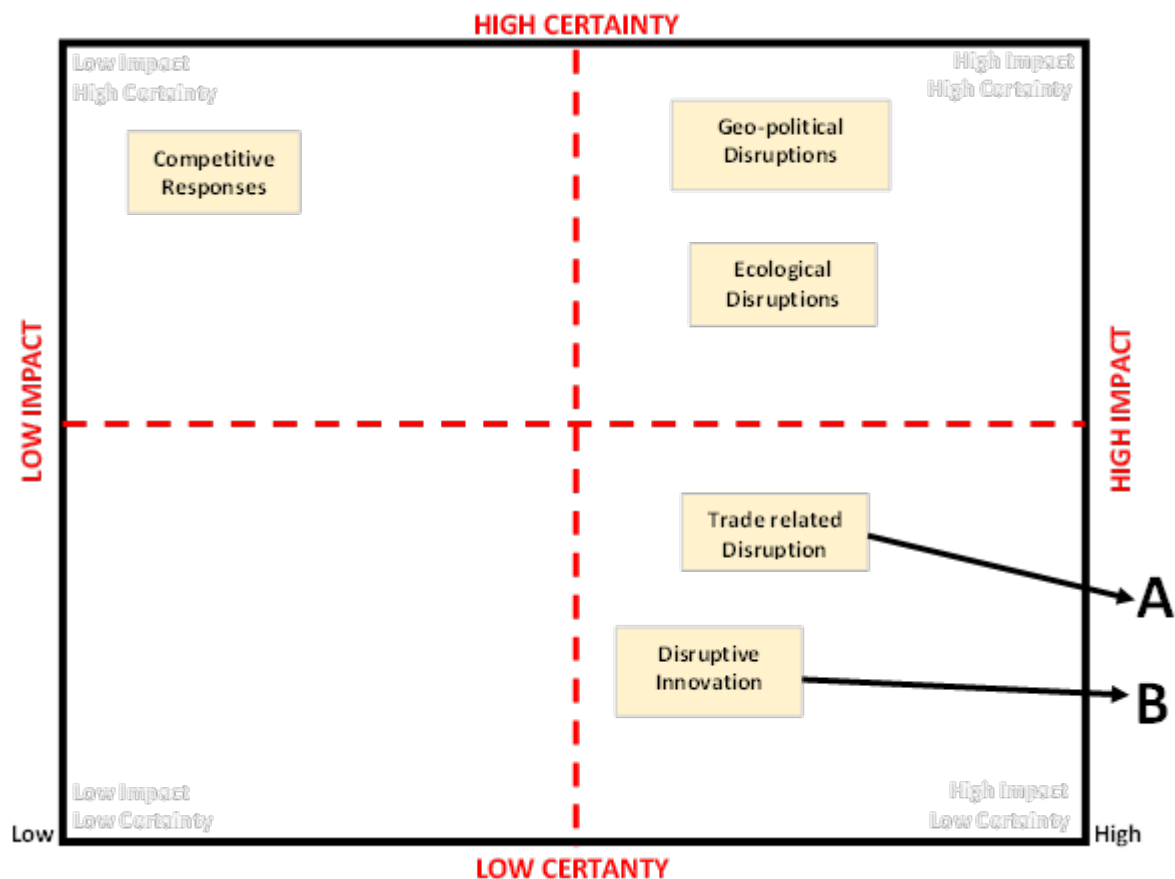 HIGH CERTAINTY
Low Impact
High Certainty
High Impact
High Certainty
Competitive
Responses
Geo-political
Disruptions
Ecological
Disruptions
LOW IMPACT
HIGH IMPACT
Trade related
Disruption
A
Disruptive
Innovation
B
Low Impact
Low Certainty
High Impact
Low Certainty
Low
High
LOW CERTANTY